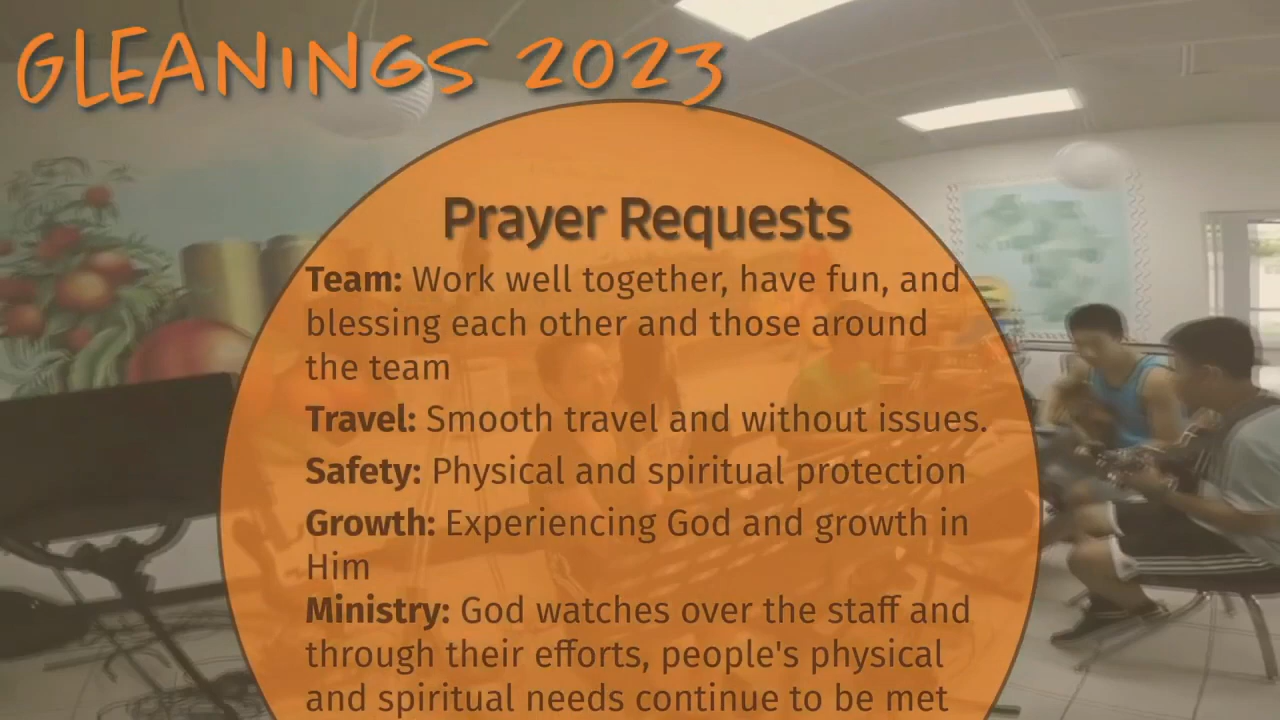 GLEANINGS 2023
Prayer Requests
Team: Work well together, have fun, and
blessing each other and those around
the team
Travel: Smooth travel and without issues.
Safety: Physical and spiritual protection
Growth: Experiencing God and growth in
Him
Ministry: God watches over the staff and
through their efforts, people's physical
and spiritual needs continue to be met